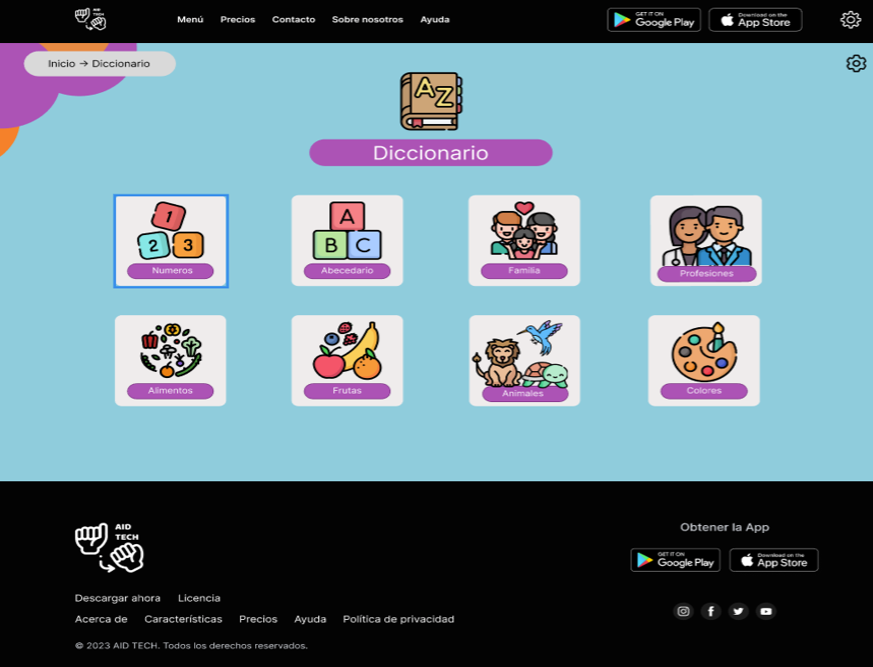 AID
TECH
Menú Precios Contacto Sobre nosotros Ayuda
GET IT ON
Google Play
Download on the
App Store
Inicio → Diccionario
A Z
Diccionario
1
2 3
A
B C
Numeros Abecedario Familia Profesiones
Alimentos Frutas Animales Colores
AID
TECH
Obtener la App
GET IT ON
Google Play
Download on the
App Store
Descargar ahora Licencia
Acerca de Características Precios Ayuda Política de privacidad
© 2023 AID TECH. Todos los derechos reservados.